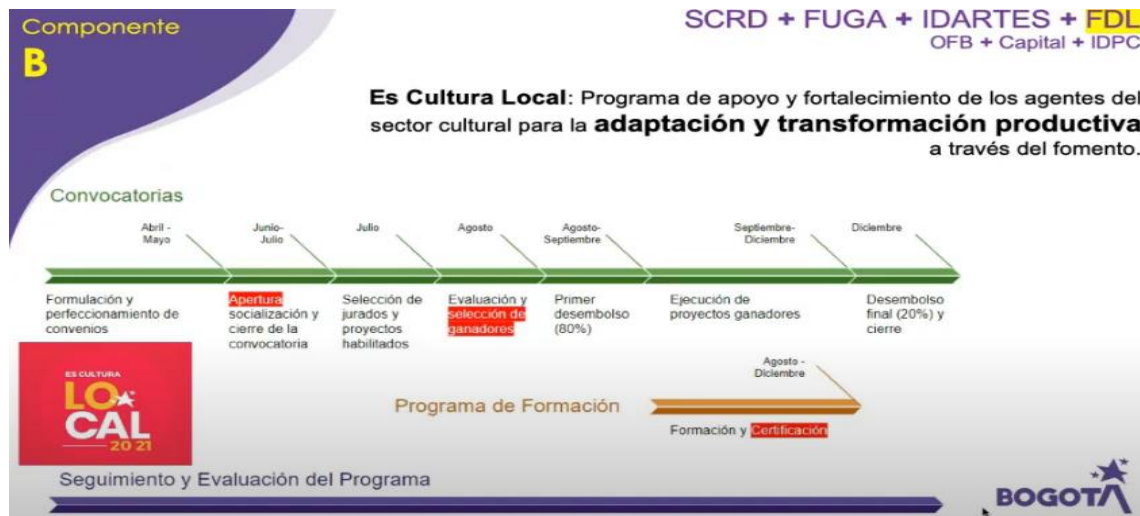 Componente
B
SCRD + FUGA + IDARTES + FDL
OFB + Capital + IDPC
Es Cultura Local: Programa de apoyo y fortalecimiento de los agentes del
sector cultural para la adaptación y transformación productiva
a través del fomento.
Convocatorias
Abril -
Mayo
Junio-
Julio
Julio
Agosto
Agosto-
Septiembre
Septiembre-
Diciembre
Diciembre
Formulación y
perfeccionamiento de
convenios
Apertura
socialización y
cierre de la
convocatoria
Selección de
jurados y
proyectos
habilitados
Evaluación y
selección de
ganadores
Primer
desembolso
(80%)
Ejecución de
proyectos ganadores
Desembolso
final (20%) y
cierre
Agosto -
Diciembre
Programa de Formación
Formación y Certificación
ES CULTURA
LO
CAL
2021
Seguimiento y Evaluación del Programa
BOGOTÁ